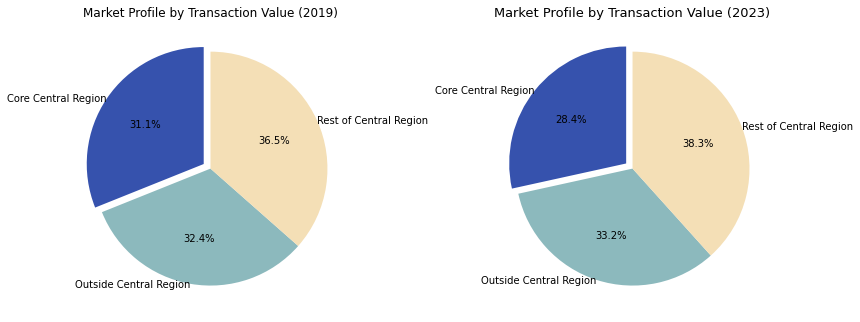 Market Profile by Transaction Value (2019)
Core Central Region
31.1%
36.5%
Rest of Central Region
32.4%
Outside Central Region
Market Profile by Transaction Value (2023)
Core Central Region
28.4%
38.3%
Rest of Central Region
33.2%
Outside Central Region